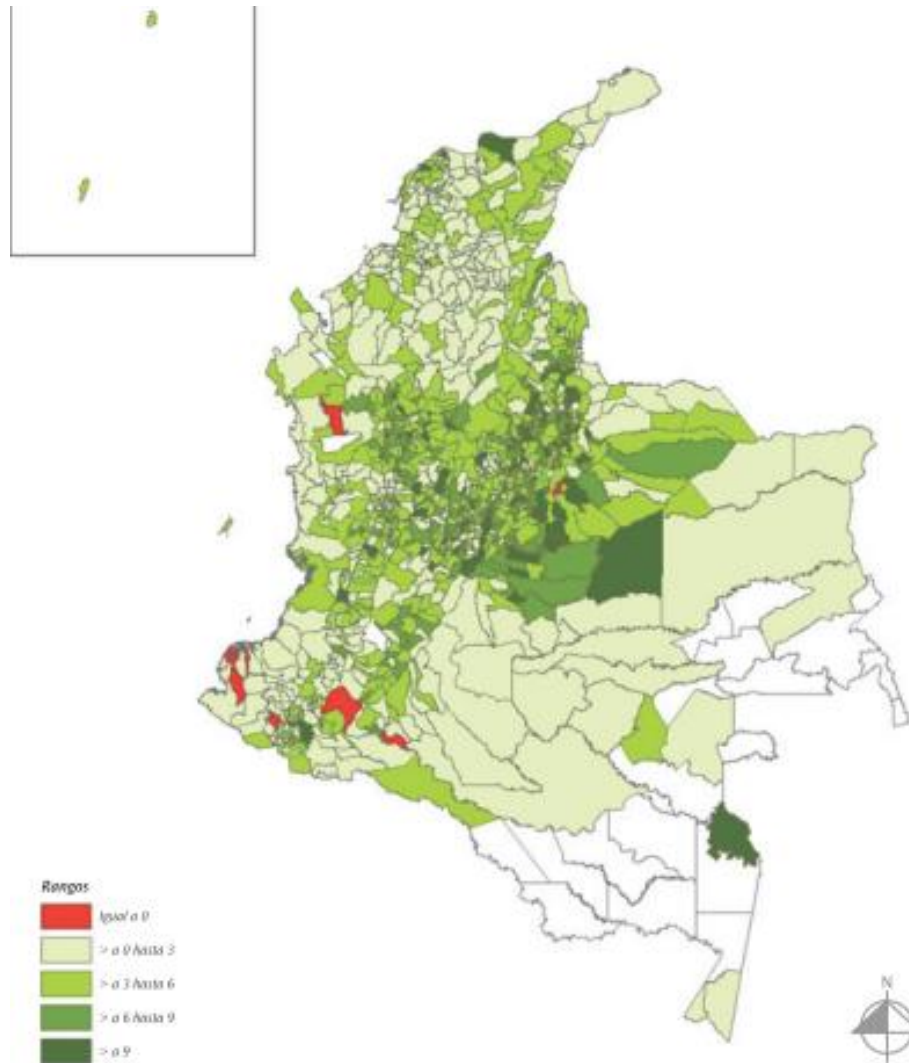 Rangos
Igual a 0
> a 0 hasta 3
> a 3 hasta 6
> a 6 hasta 9
> a 9
N